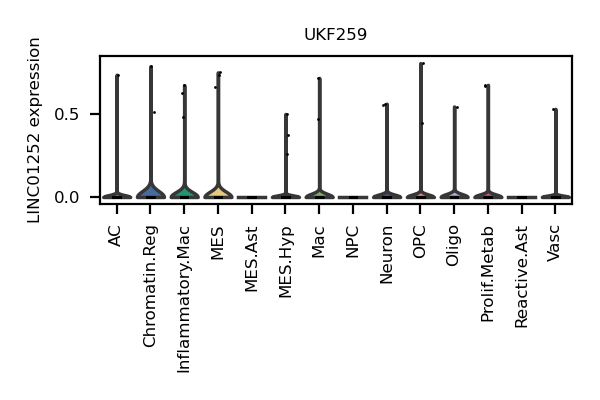 UKF259
LINC01252 expression
0.5
0.0
AC
Chromatin.Reg
Inflammatory.Mac
MES
MES.Ast
MES.Hyp
Mac
NPC
Neuron
OPC
Oligo
Prolif.Metab
Reactive.Ast
Vasc